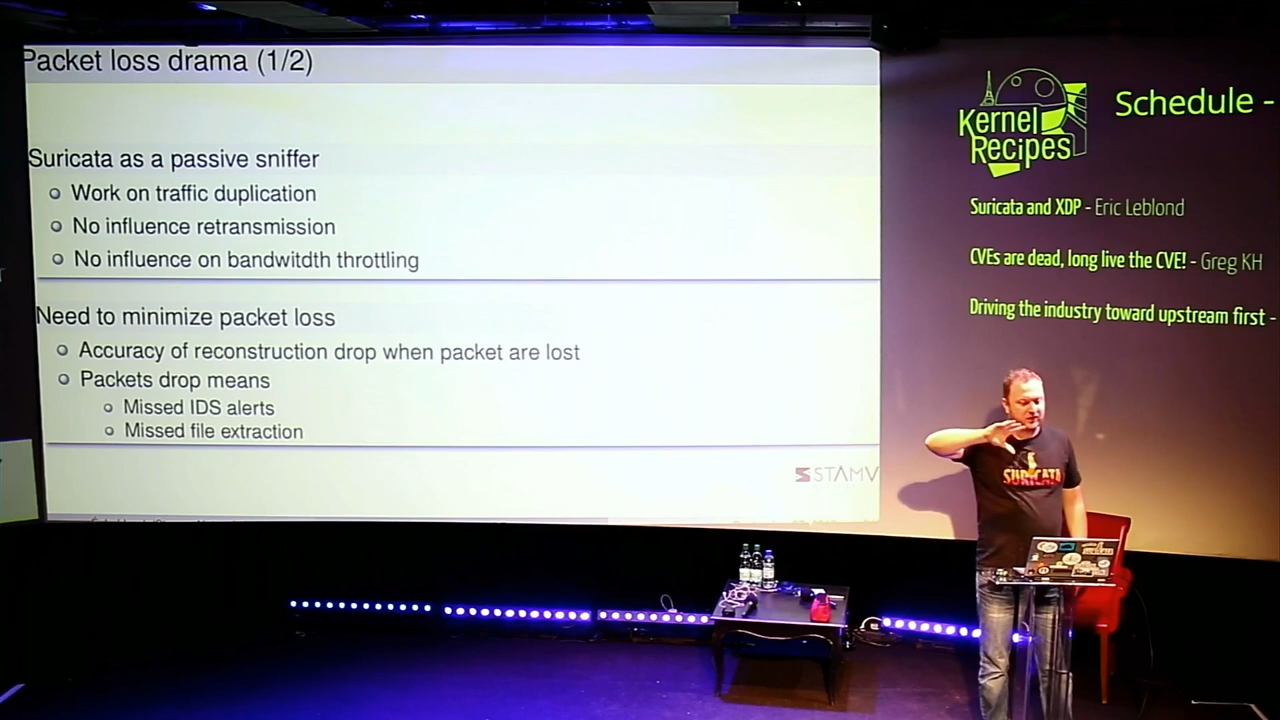 Packet loss drama (1/2)
Suricata as a passive sniffer
Work on traffic duplication
No influence retransmission
No influence on bandwitdth throttling
Need to minimize packet loss
Accuracy of reconstruction drop when packet are lost
Packets drop means
Missed IDS alerts
Missed file extraction
STAMV
Kernel
Recipes
Schedule -
Suricata and XDP - Eric Leblond
CVEs are dead, long live the CVE! - Greg KH
Driving the industry toward upstream first -
SURICATA